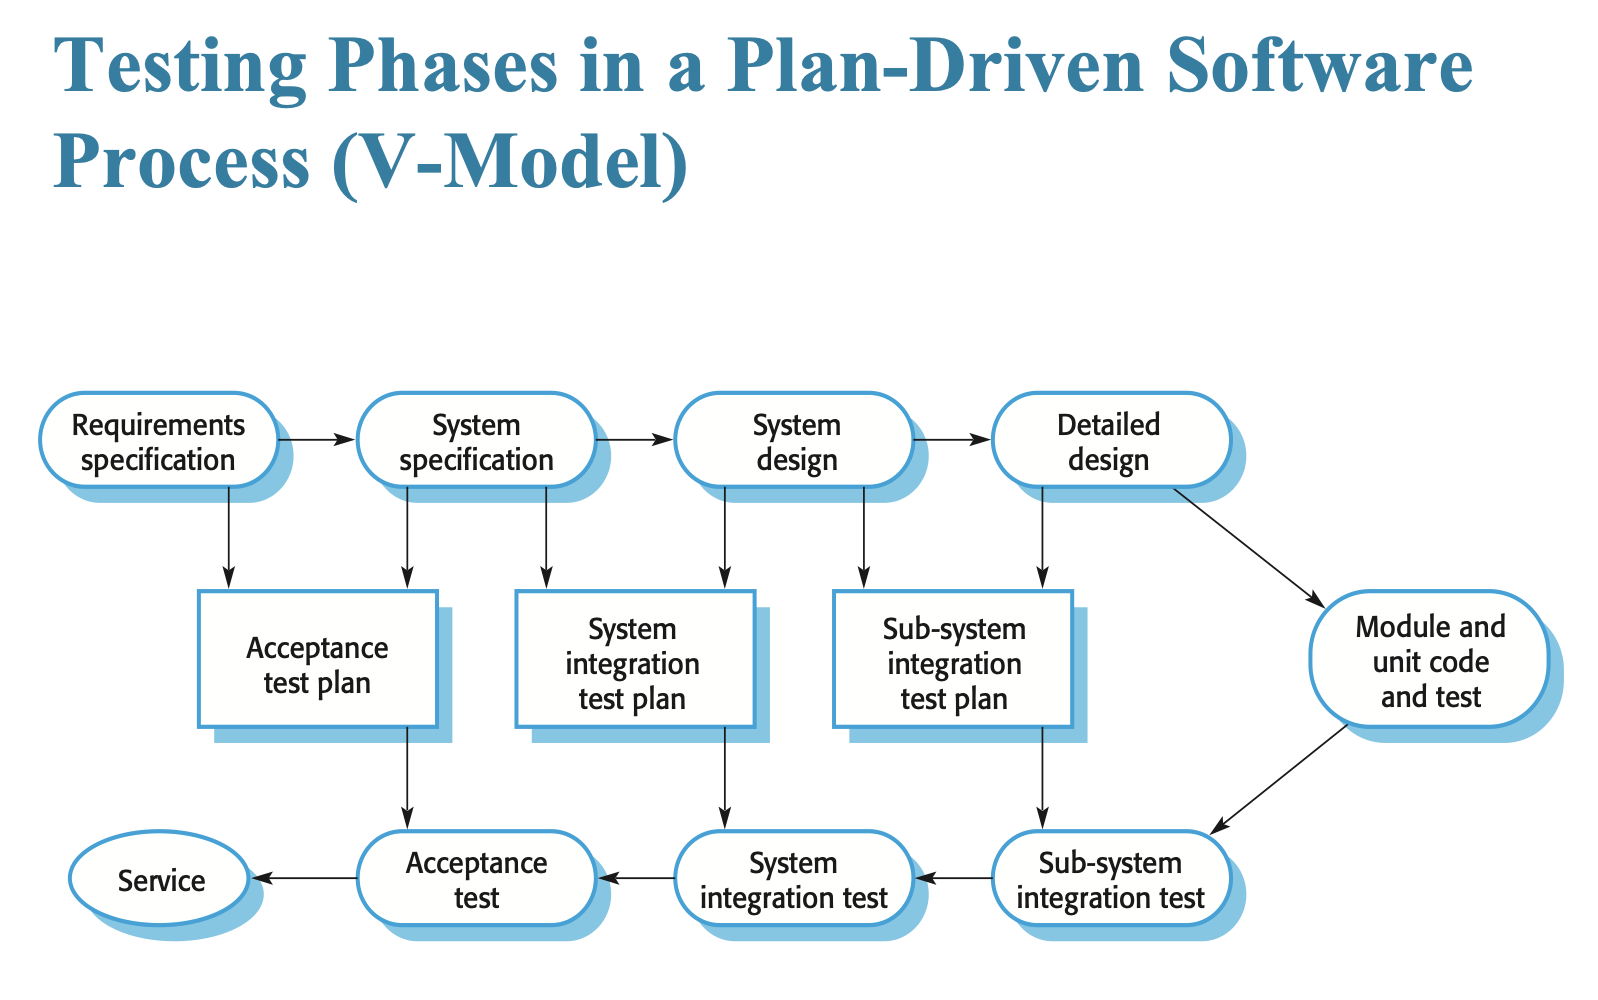 Testing Phases in a Plan-Driven Software
Process (V-Model)
Requirements
specification
System
specification
System
design
Detailed
design
Acceptance
test plan
System
integration
test plan
Sub-system
integration
test plan
Module and
unit code
and test
Service
Acceptance
test
System
integration test
Sub-system
integration test